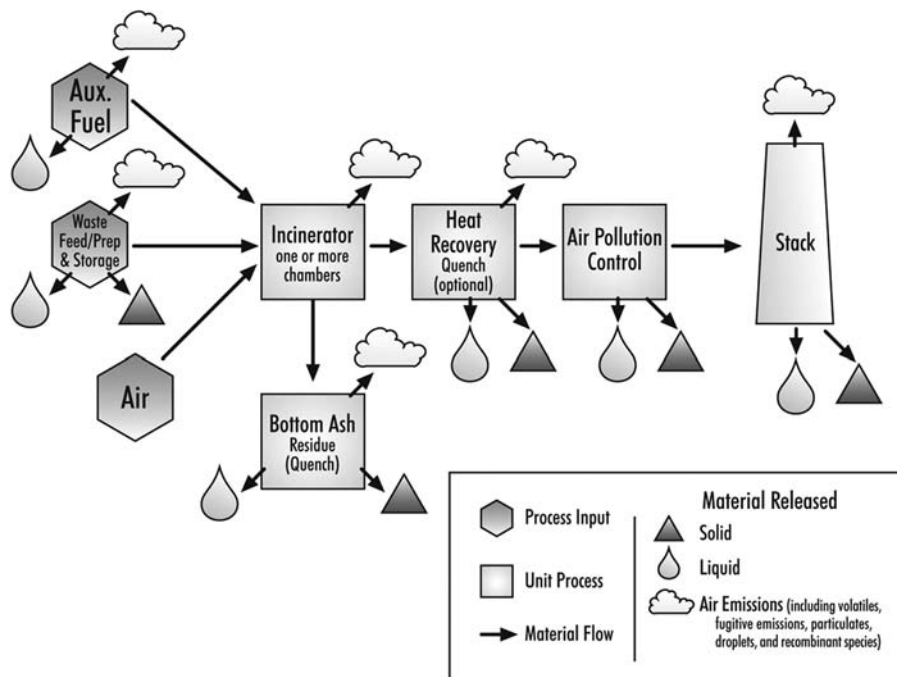 Aux.
Fuel
Waste
Feed/Prep
& Storage
Air
Incinerator
one or more
chambers
Heat
Recovery
Quench
(optional)
Air Pollution
Control
Stack
Bottom Ash
Residue
(Quench)
Process Input
Unit Process
Material Flow
Material Released
Solid
Liquid
Air Emissions (including volatiles,
fugitive emissions, particulates,
droplets, and recombinant species)